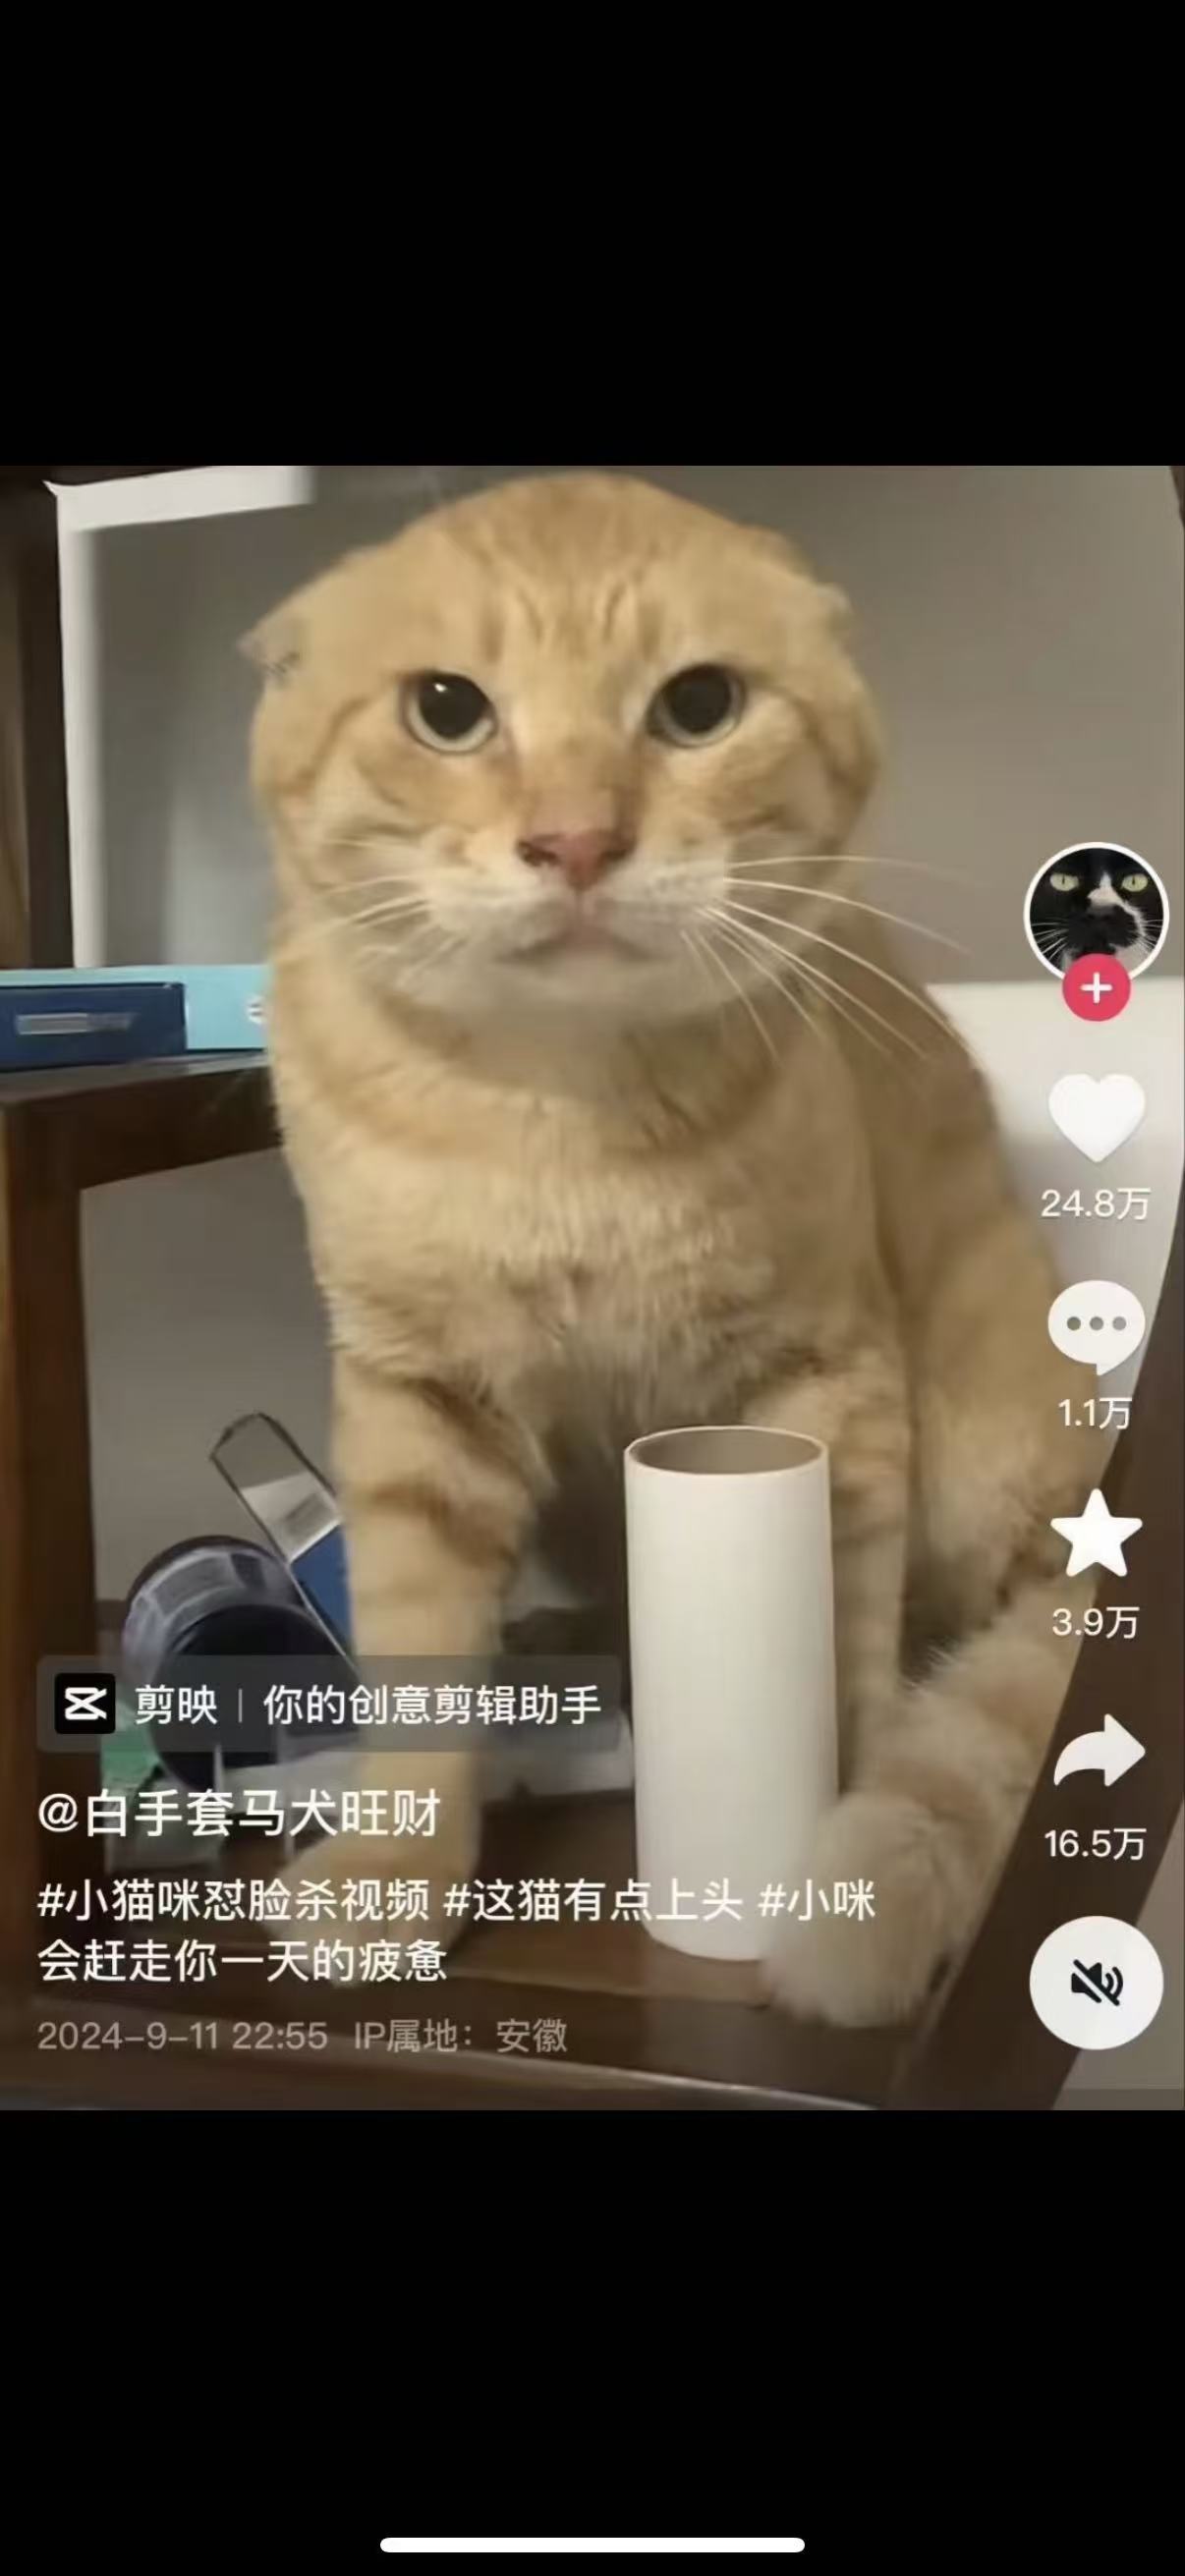 24.8万
1.1万
3.9万
16.5万
剪映 | 你的创意剪辑助手
@白手套马犬旺财
#小猫咪怼脸杀视频 #这猫有点上头 #小咪
会赶走你一天的疲惫
2024-9-11 22:55 IP属地：安徽